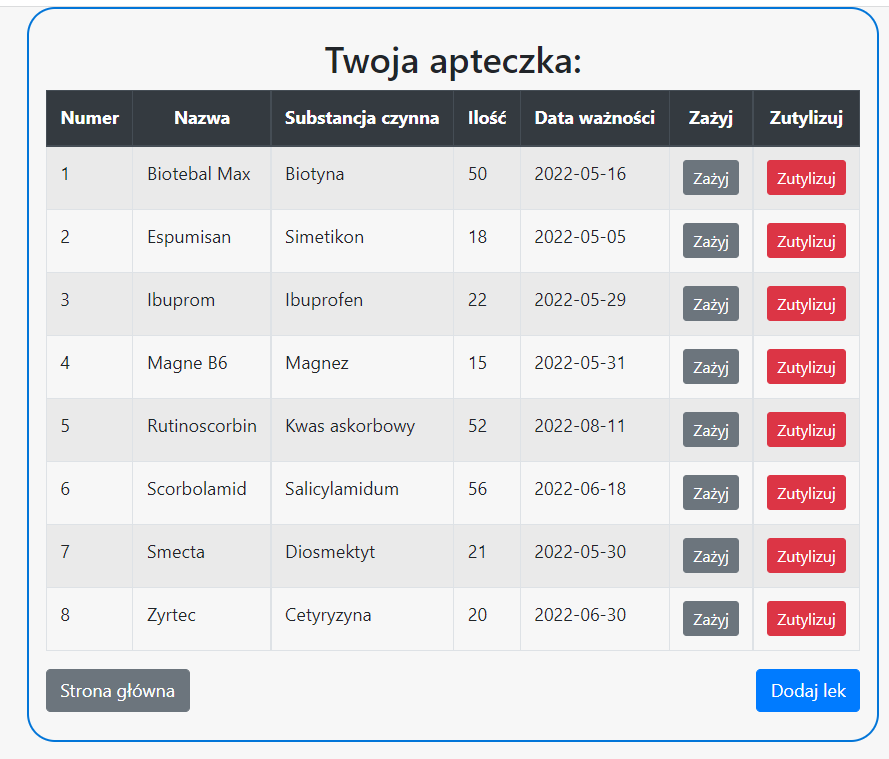 Twoja apteczka:
Numer Nazwa Substancja czynna Ilość Data ważności Zażyj Zutylizuj
1 Biotebal Max Biotyna 50 2022-05-16 Zażyj Zutylizuj
2 Espumisan Simetikon 18 2022-05-05 Zażyj Zutylizuj
3 Ibuprom Ibuprofen 22 2022-05-29 Zażyj Zutylizuj
4 Magne B6 Magnez 15 2022-05-31 Zażyj Zutylizuj
5 Rutinoscorbin Kwas askorbowy 52 2022-08-11 Zażyj Zutylizuj
6 Scorbolamid Salicylamidum 56 2022-06-18 Zażyj Zutylizuj
7 Smecta Diosmektyt 21 2022-05-30 Zażyj Zutylizuj
8 Zyrtec Cetyryzyna 20 2022-06-30 Zażyj Zutylizuj
Strona główna Dodaj lek